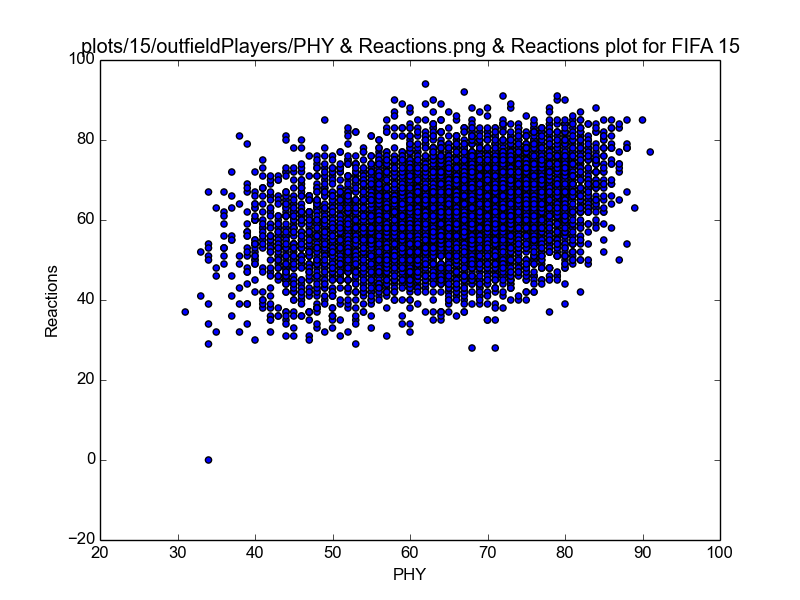 plots/15/outfieldPlayers/PHY & Reactions.png & Reactions plot for FIFA 15
100
80
60
40
20
0
−20
Reactions
20 30 40 50 60 70 80 90 100
PHY